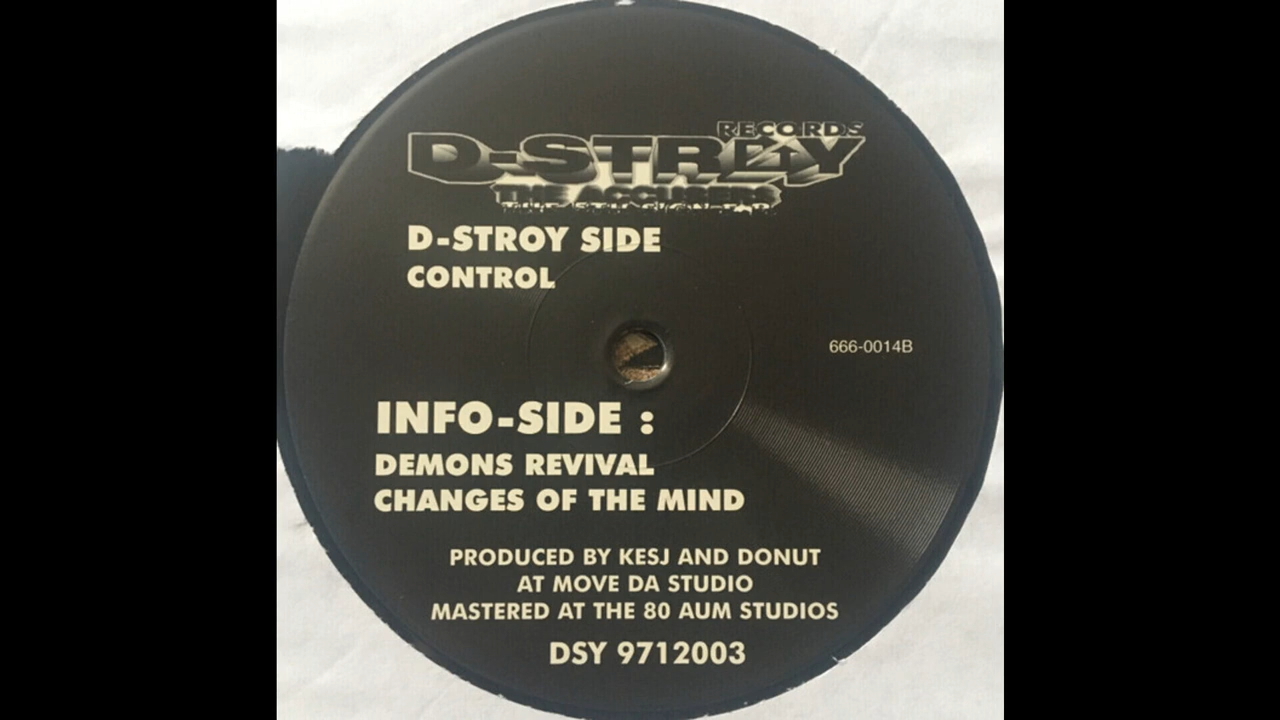 RECORDS
D-STROY
THE ACCUSERS
D-STROY SIDE
CONTROL
666-0014B
INFO-SIDE :
DEMONS REVIVAL
CHANGES OF THE MIND
PRODUCED BY KESJ AND DONUT
AT MOVE DA STUDIO
MASTERED AT THE 80 AUM STUDIOS
DSY 9712003